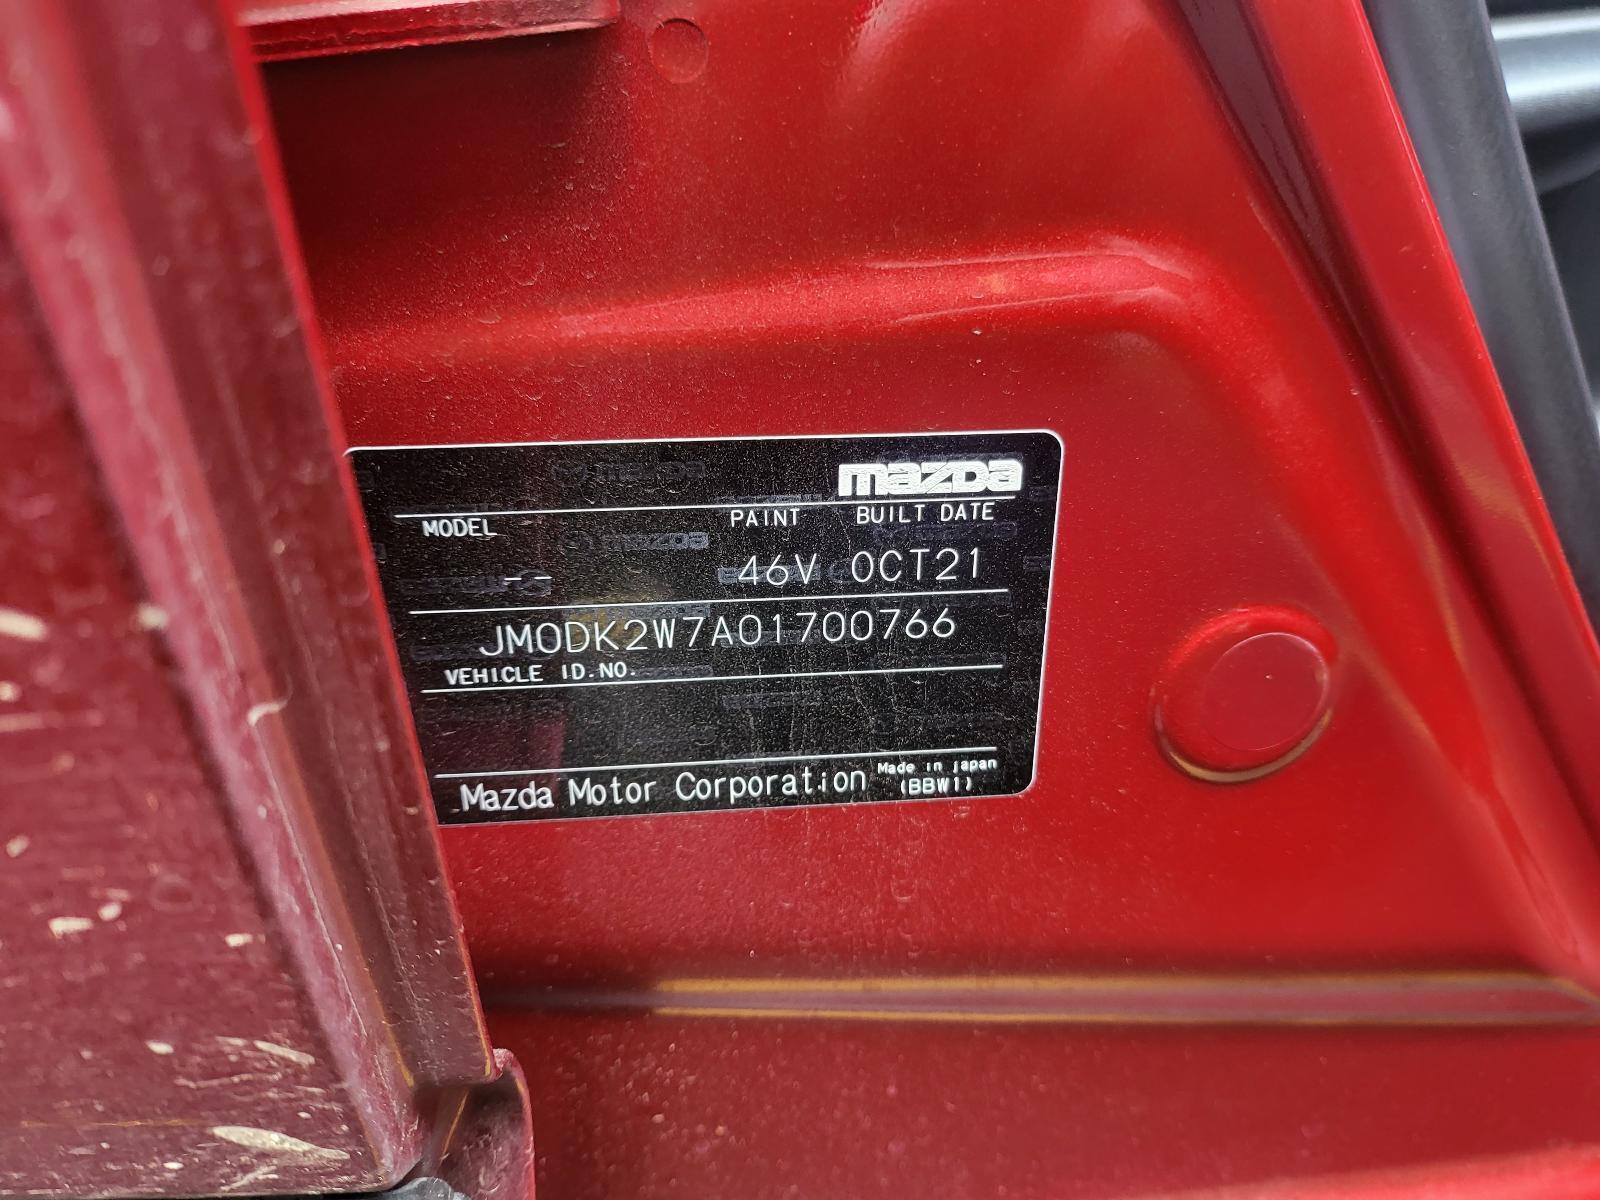 mazda
MODEL PAINT BUILT DATE
-- 46V OCT21
JM0DK2W7A01700766
VEHICLE ID.NO.
Mazda Motor Corporation Made in Japan
(BBW1)